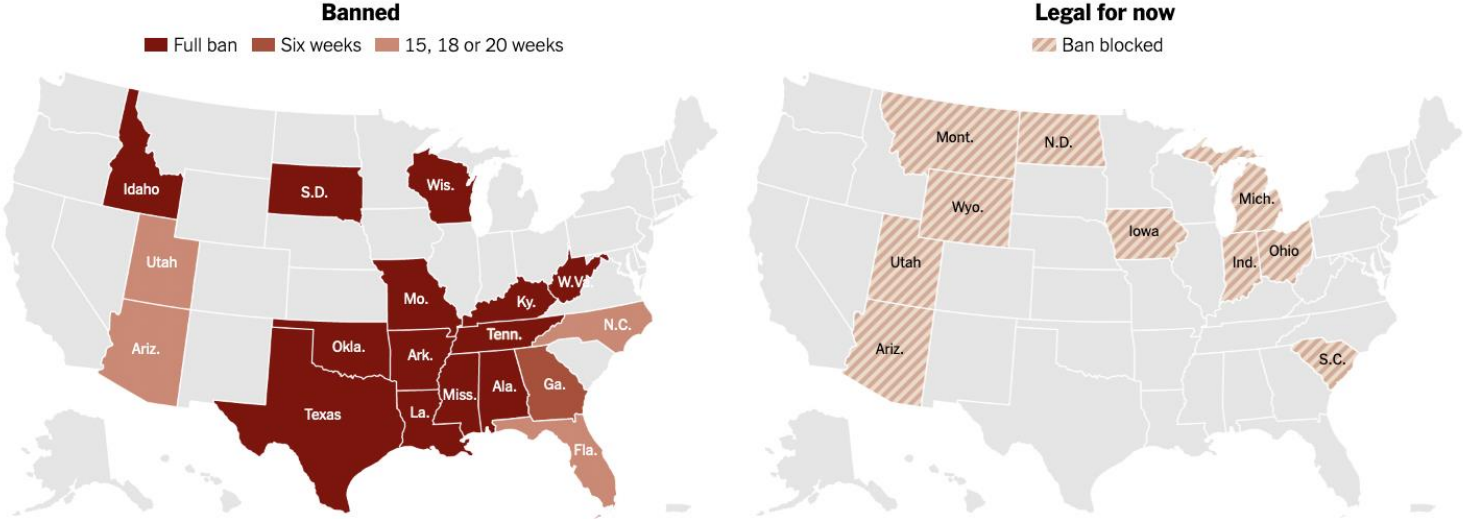 Banned
Full ban Six weeks 15, 18 or 20 weeks
Idaho
S.D.
Wis.
Utah
Mo.
Ky.
W.Va.
Ariz.
Okla.
Ark.
Tenn.
N.C.
Texas
La.
Miss.
Ala.
Ga.
Fla.
Legal for now
Ban blocked
Mont.
N.D.
Wyo.
Mich.
Iowa
Utah
Ind.
Ohio
Ariz.
S.C.